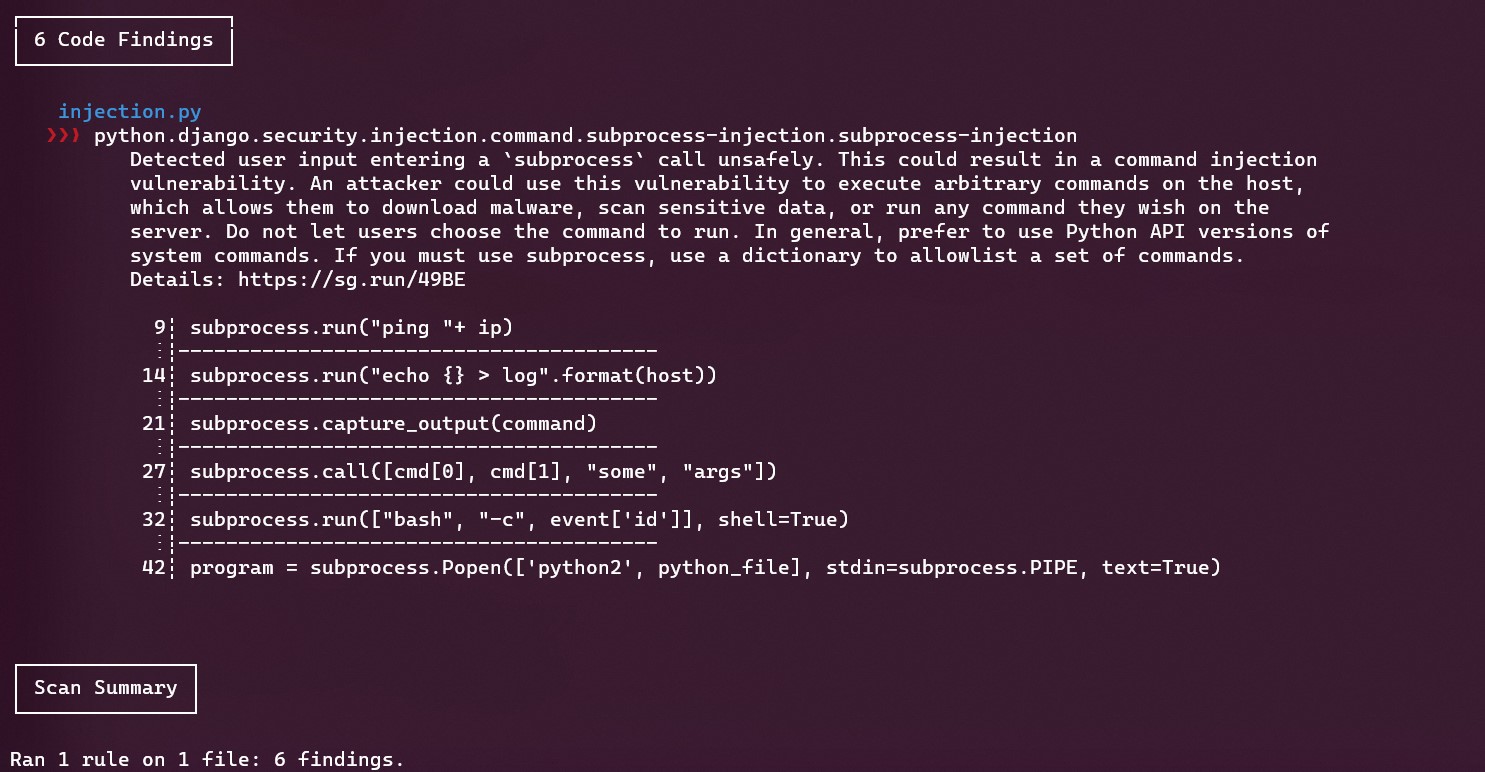 6 Code Findings
injection.py
❯❯❱ python.django.security.injection.command.subprocess-injection.subprocess-injection
Detected user input entering a `subprocess` call unsafely. This could result in a command injection
vulnerability. An attacker could use this vulnerability to execute arbitrary commands on the host,
which allows them to download malware, scan sensitive data, or run any command they wish on the
server. Do not let users choose the command to run. In general, prefer to use Python API versions of
system commands. If you must use subprocess, use a dictionary to allowlist a set of commands.
Details: https://sg.run/49BE
9┆ subprocess.run("ping "+ ip)
⋮┆----------------------------------------
14┆ subprocess.run("echo {} > log".format(host))
⋮┆----------------------------------------
21┆ subprocess.capture_output(command)
⋮┆----------------------------------------
27┆ subprocess.call([cmd[0], cmd[1], "some", "args"])
⋮┆----------------------------------------
32┆ subprocess.run(["bash", "-c", event['id']], shell=True)
⋮┆----------------------------------------
42┆ program = subprocess.Popen(['python2', python_file], stdin=subprocess.PIPE, text=True)
Scan Summary
Ran 1 rule on 1 file: 6 findings.